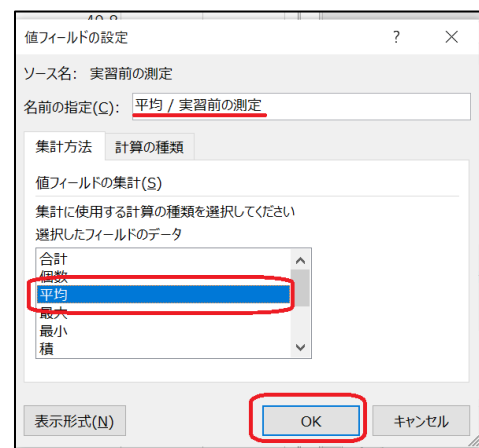 値フィールドの設定 ? ×
ソース名: 実習前の測定
名前の指定(C): 平均 / 実習前の測定
集計方法 計算の種類
値フィールドの集計(S)
集計に使用する計算の種類を選択してください
選択したフィールドのデータ
合計
個数
平均
最大
最小
積
表示形式(N) OK キャンセル